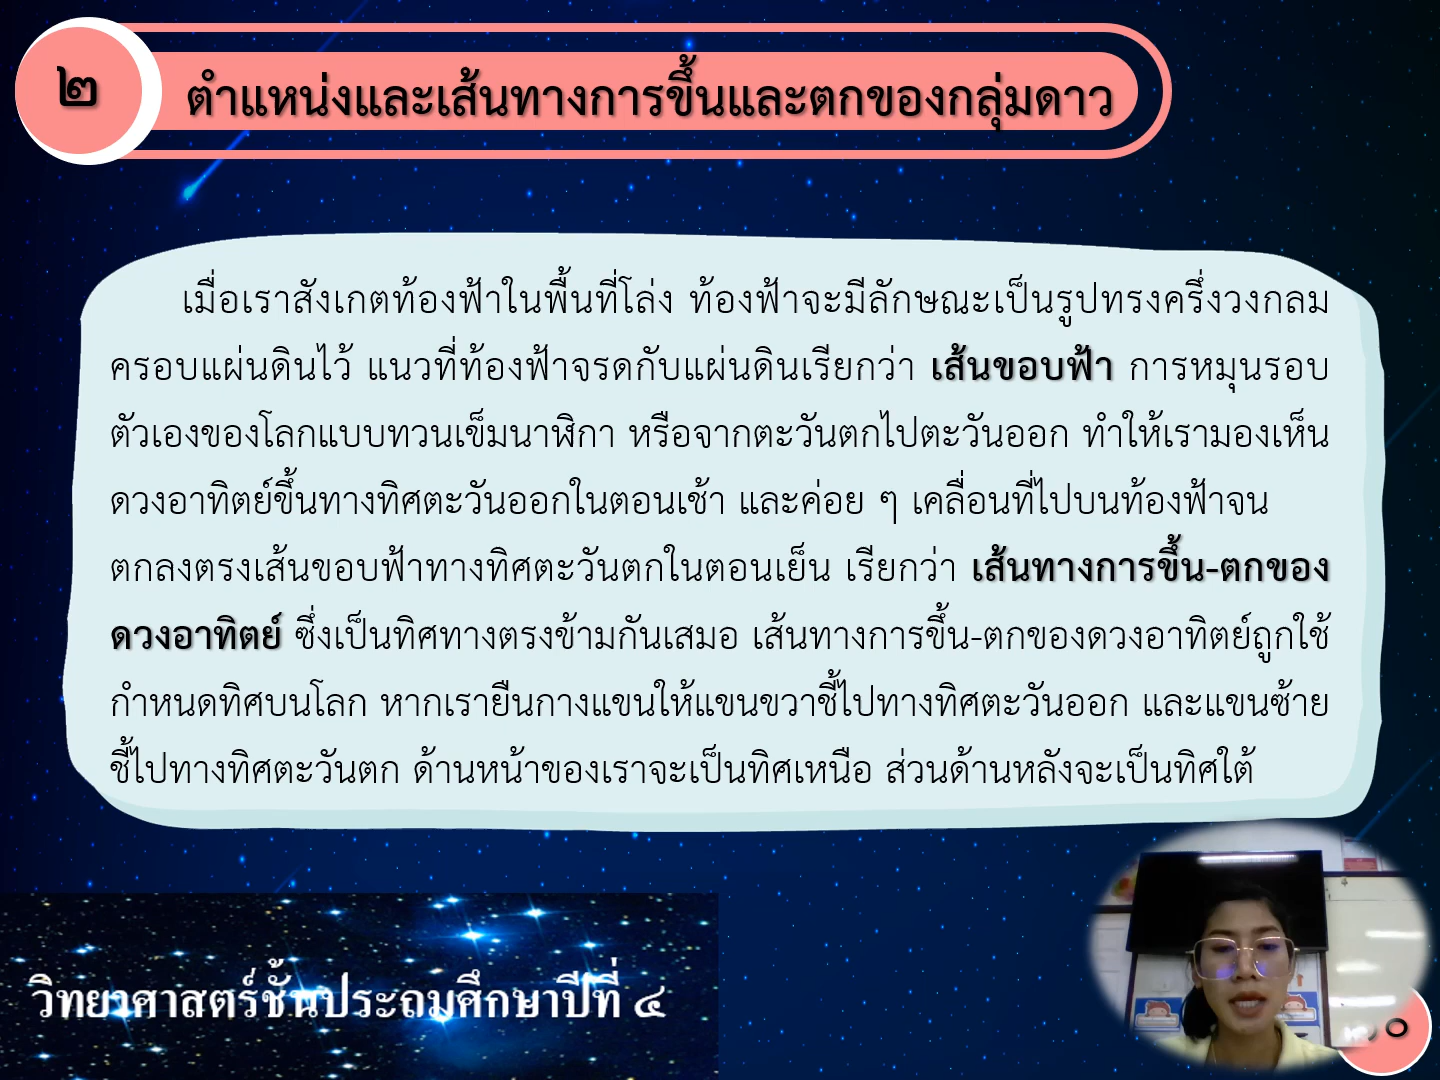 ๒
ตำแหน่งและเส้นทางการขึ้นและตกของกลุ่มดาว
เมื่อเราสังเกตท้องฟ้าในพื้นที่โล่ง ท้องฟ้าจะมีลักษณะเป็นรูปทรงครึ่งวงกลม
ครอบแผ่นดินไว้ แนวที่ท้องฟ้าจรดกับแผ่นดินเรียกว่า เส้นขอบฟ้า การหมุนรอบ
ตัวเองของโลกแบบทวนเข็มนาฬิกา หรือจากตะวันตกไปตะวันออก ทำให้เรามองเห็น
ดวงอาทิตย์ขึ้นทางทิศตะวันออกในตอนเช้า และค่อย ๆ เคลื่อนที่ไปบนท้องฟ้าจน
ตกลงตรงเส้นขอบฟ้าทางทิศตะวันตกในตอนเย็น เรียกว่า เส้นทางการขึ้น-ตกของ
ดวงอาทิตย์ ซึ่งเป็นทิศทางตรงข้ามกันเสมอ เส้นทางการขึ้น-ตกของดวงอาทิตย์ถูกใช้
กำหนดทิศบนโลก หากเรายืนกางแขนให้แขนขวาชี้ไปทางทิศตะวันออก และแขนซ้าย
ชี้ไปทางทิศตะวันตก ด้านหน้าของเราจะเป็นทิศเหนือ ส่วนด้านหลังจะเป็นทิศใต้
วิทยาศาสตร์ชั้นประถมศึกษาปีที่ ๔